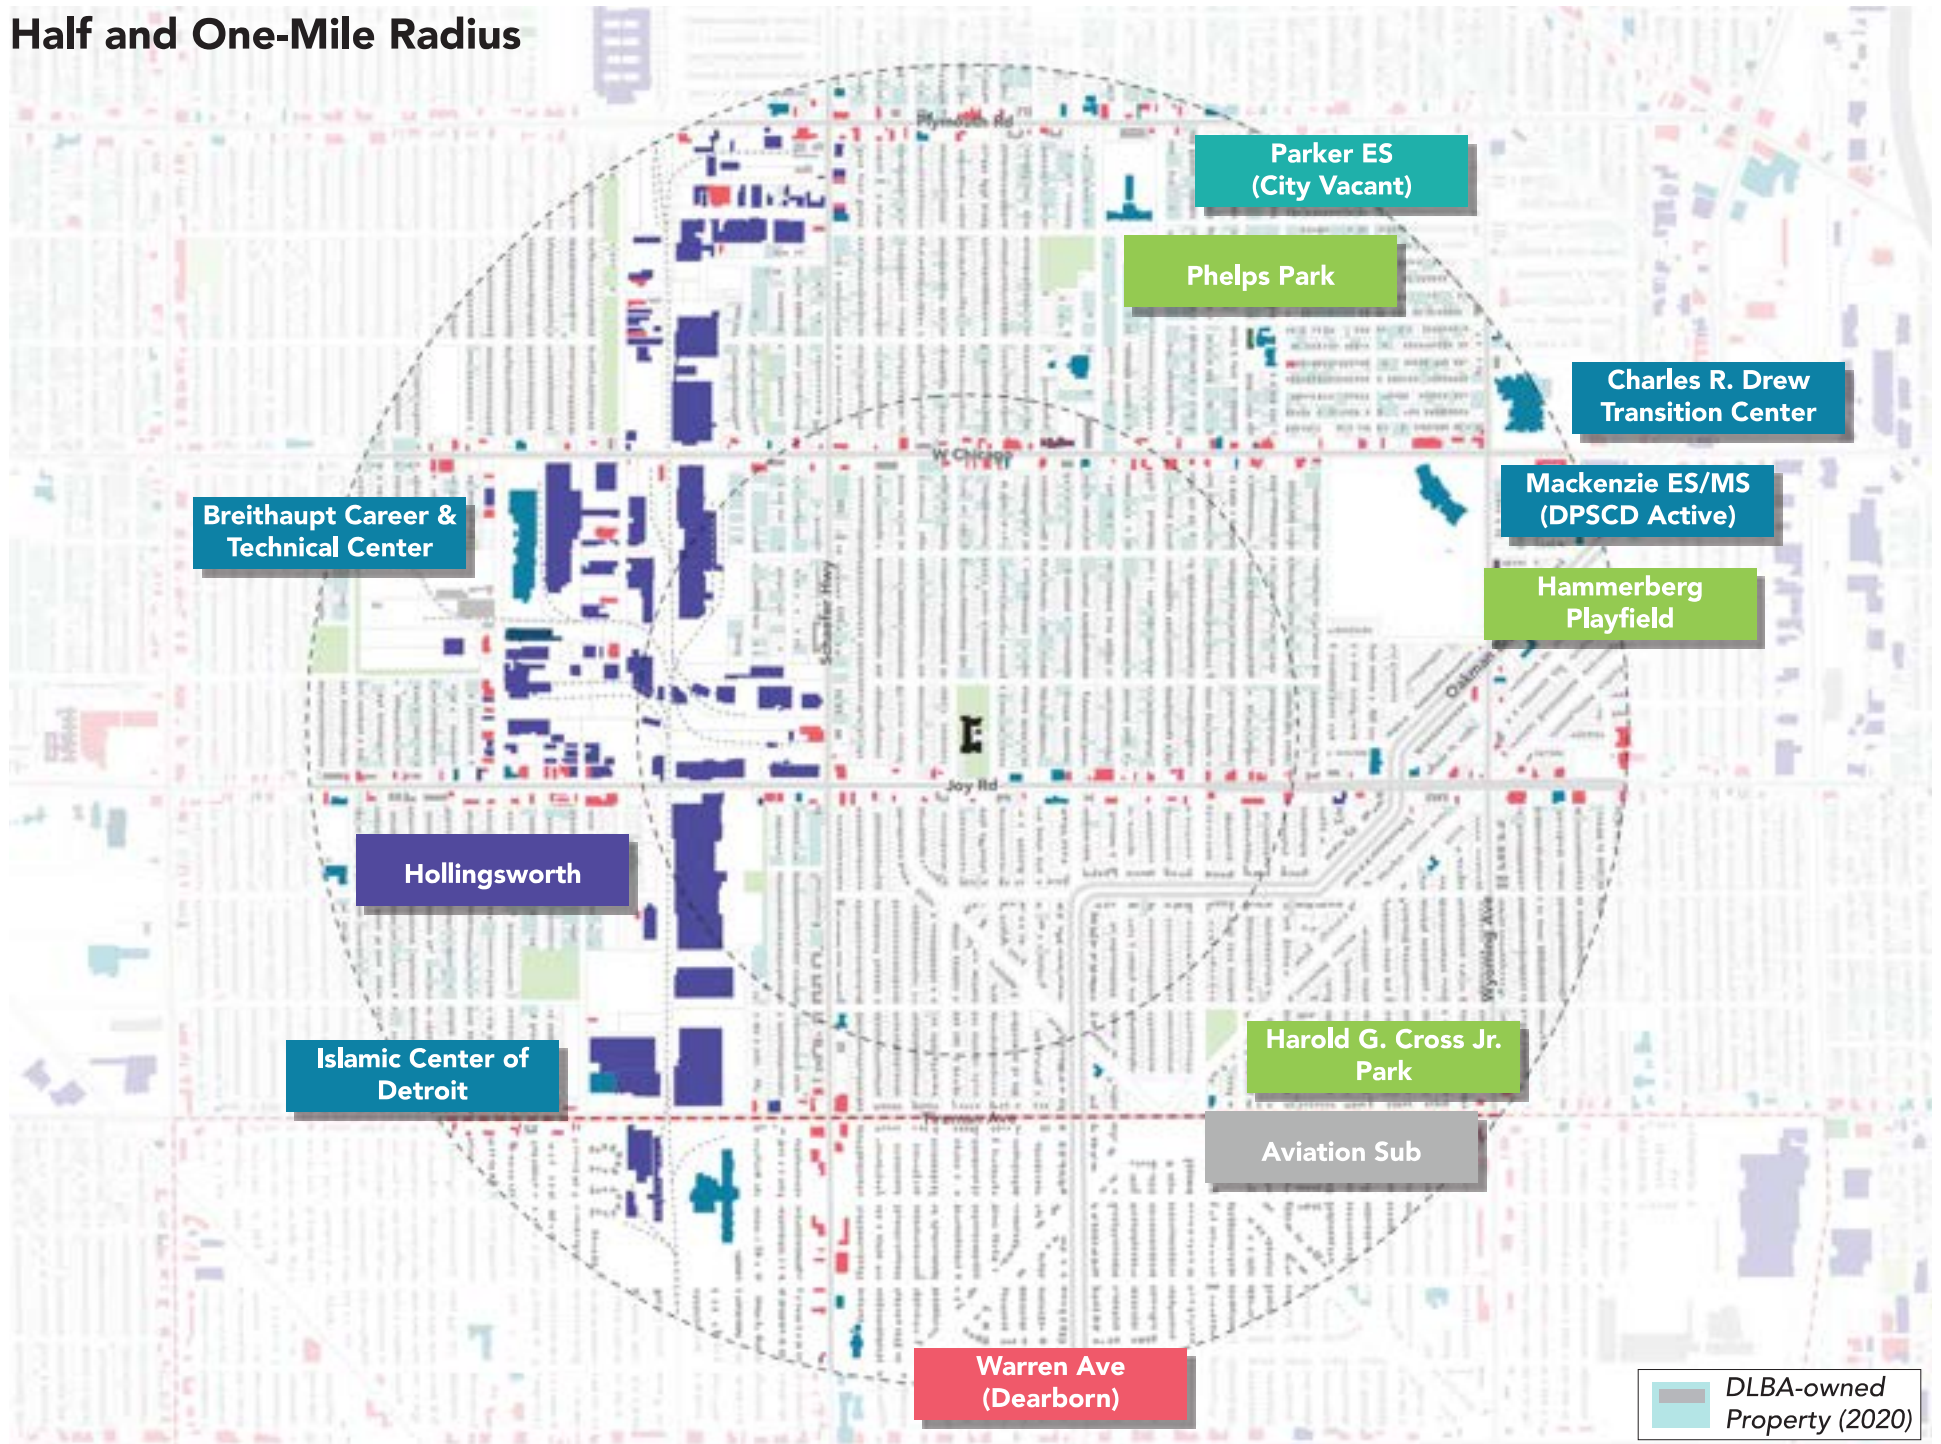 Half and One-Mile Radius
Plymouth Rd
Parker ES
(City Vacant)
Phelps Park
Charles R. Drew
Transition Center
W Chicago
Mackenzie ES/MS
(DPSCD Active)
Breithaupt Career &
Technical Center
Hammerberg
Playfield
Schaefer Hwy
Oakman
Joy Rd
Hollingsworth
Wyoming Ave
Harold G. Cross Jr.
Park
Islamic Center of
Detroit
Tireman Ave
Aviation Sub
Warren Ave
(Dearborn)
DLBA-owned
Property (2020)